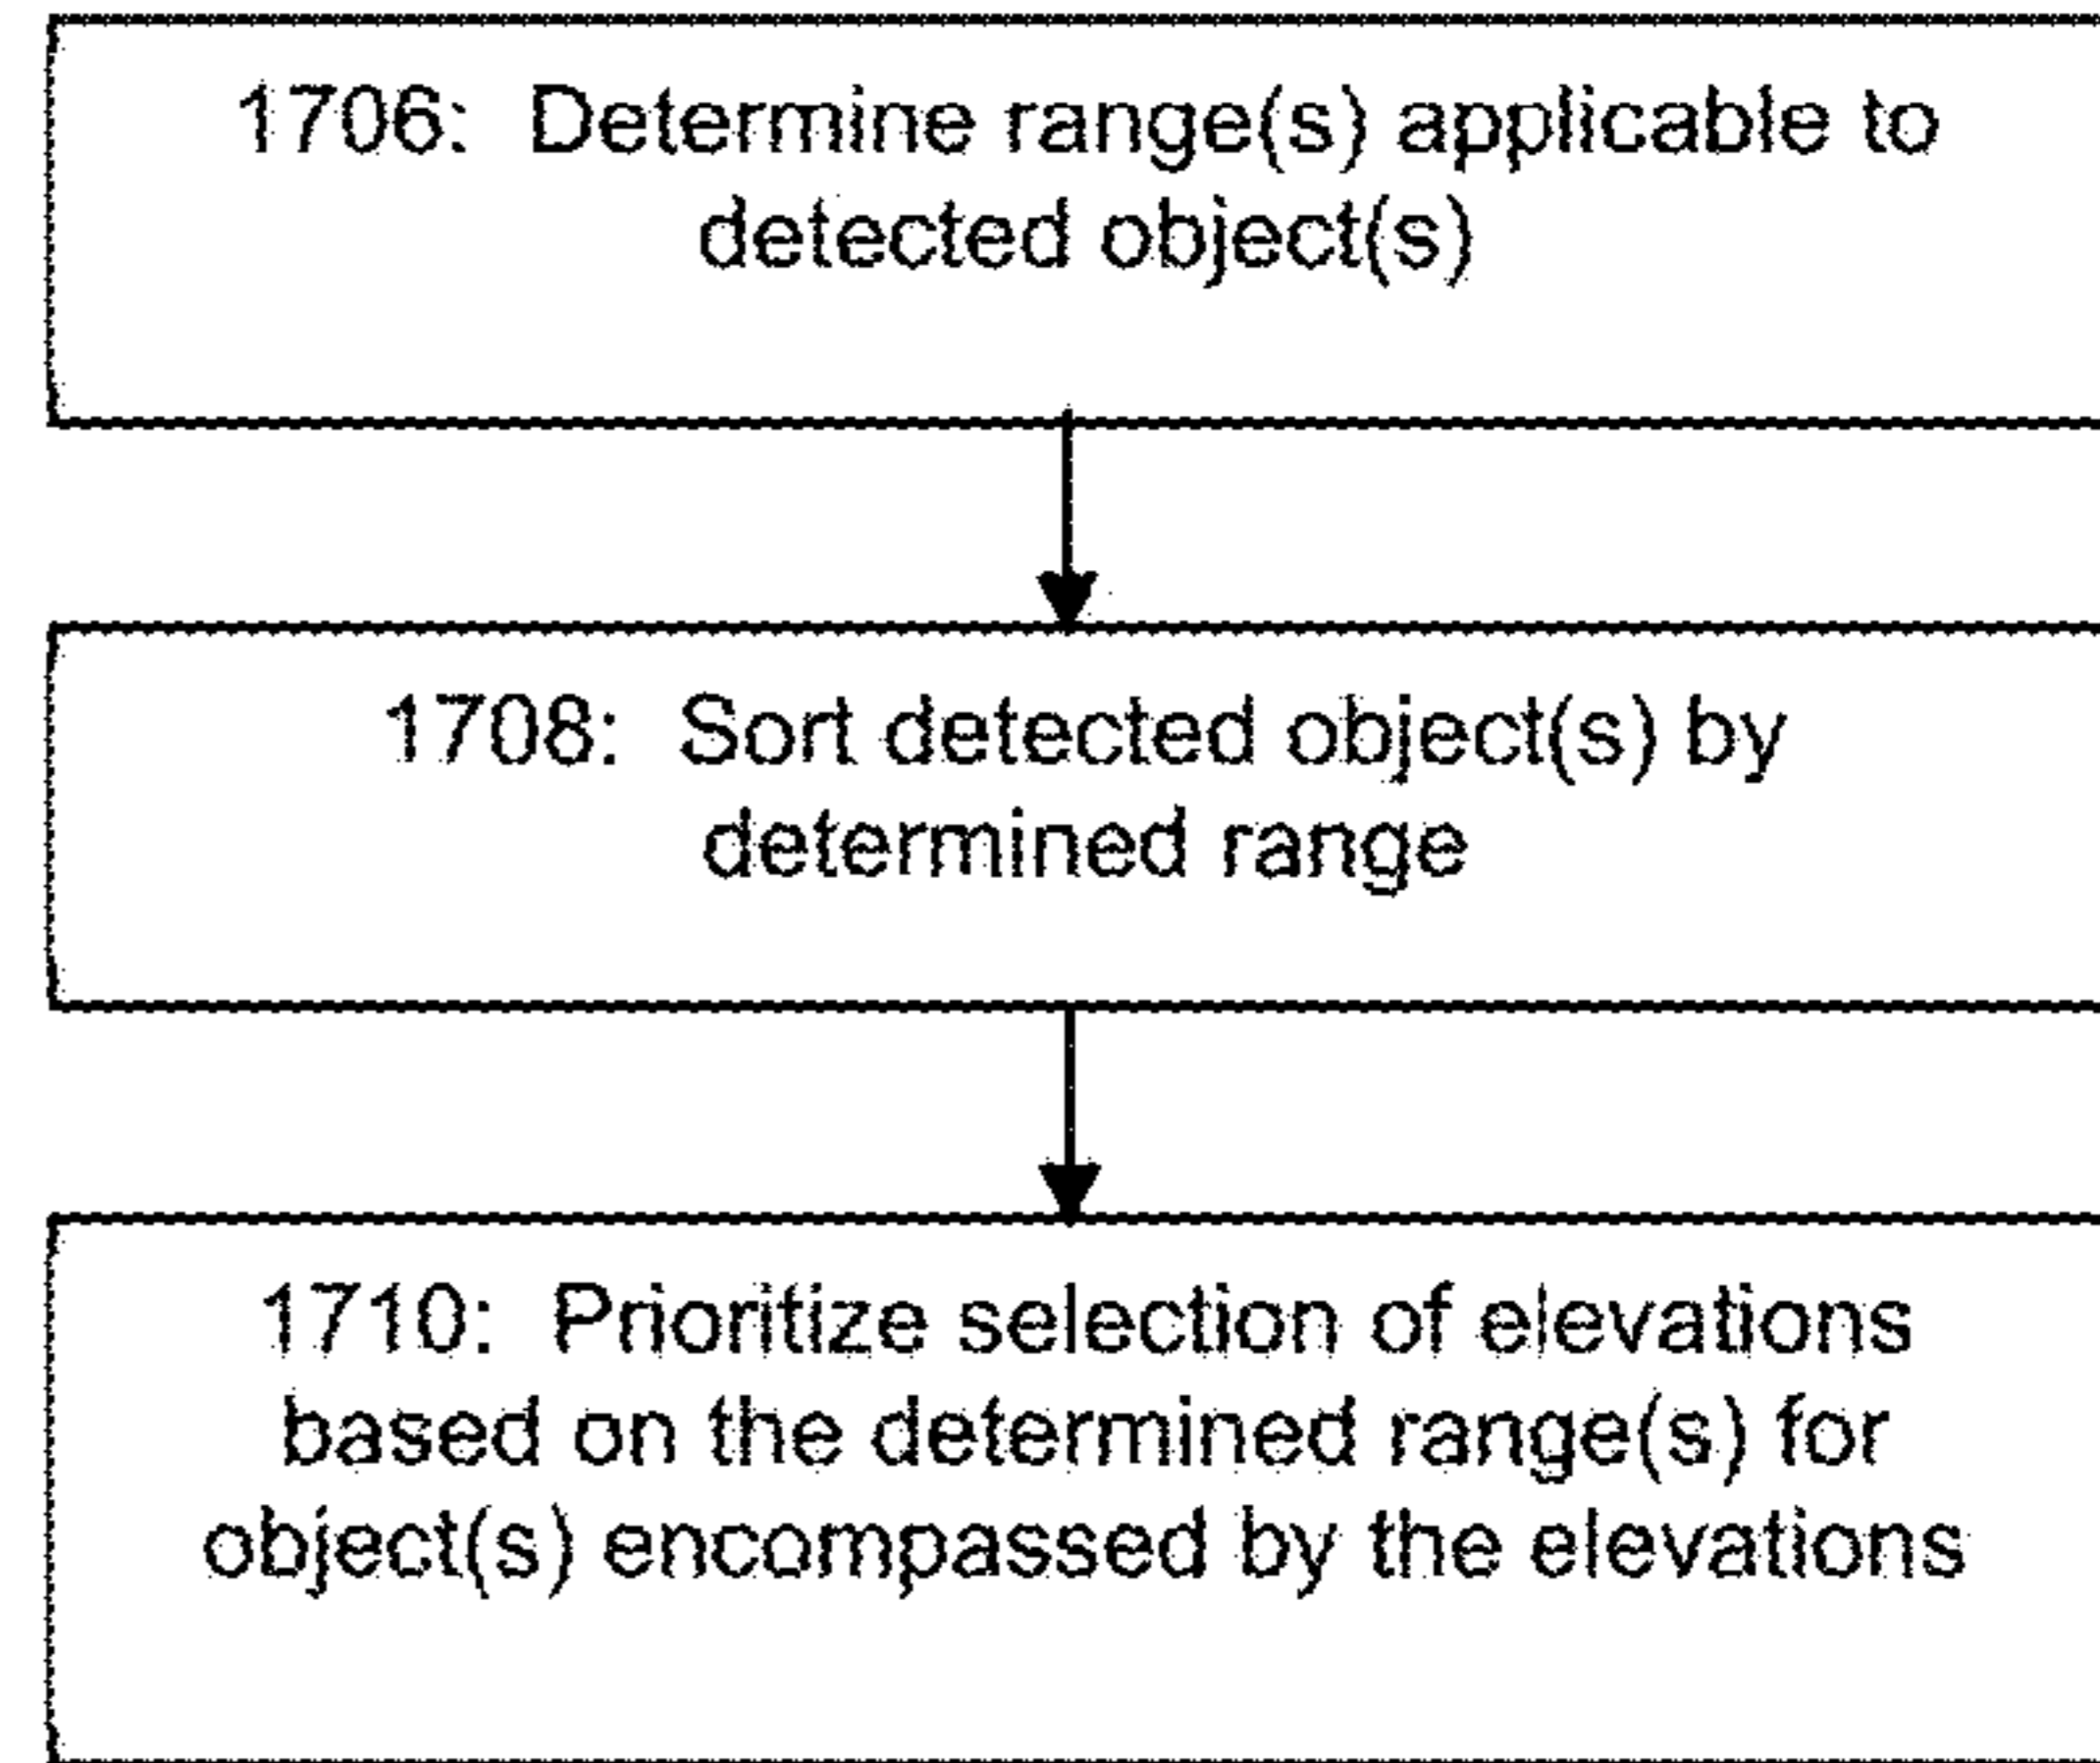 1706: Determine range(s) applicable to
detected object(s)
1708: Sort detected object(s) by
determined range
1710: Prioritize selection of elevations
based on the determined range(s) for
object(s) encompassed by the elevations